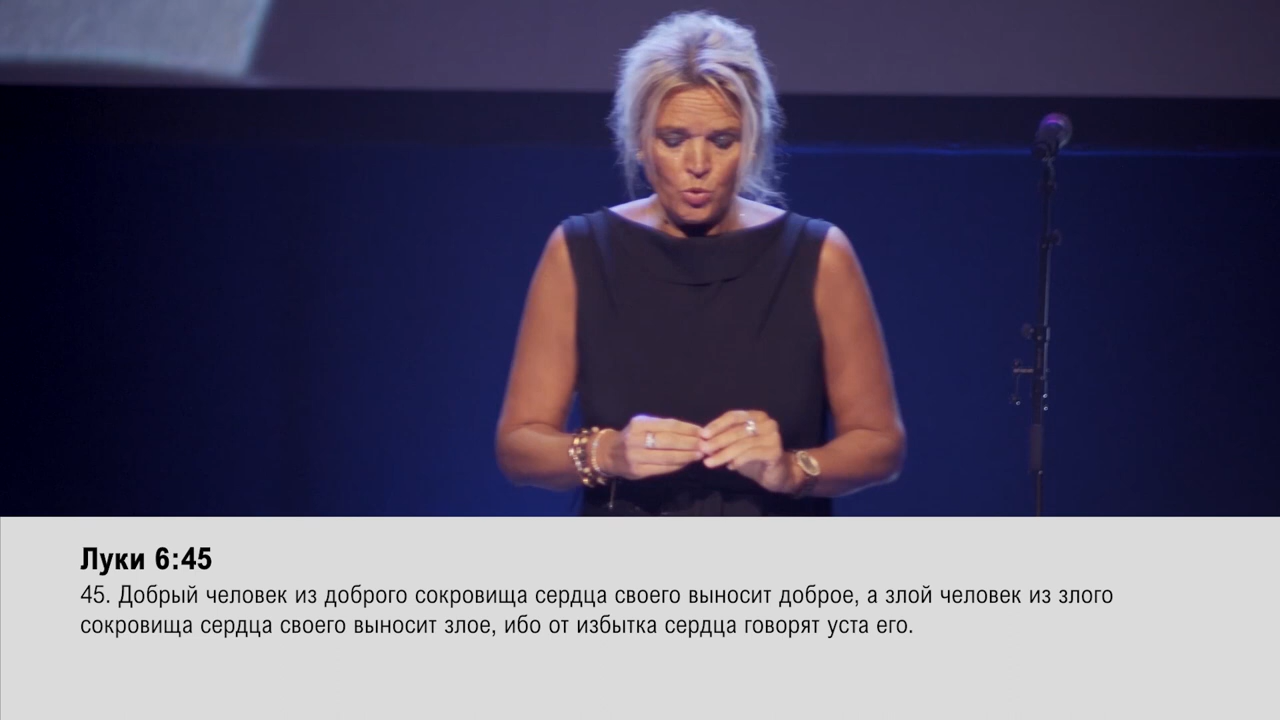 Луки 6:45
45. Добрый человек из доброго сокровища сердца своего выносит доброе, а злой человек из злого
сокровища сердца своего выносит злое, ибо от избытка сердца говорят уста его.